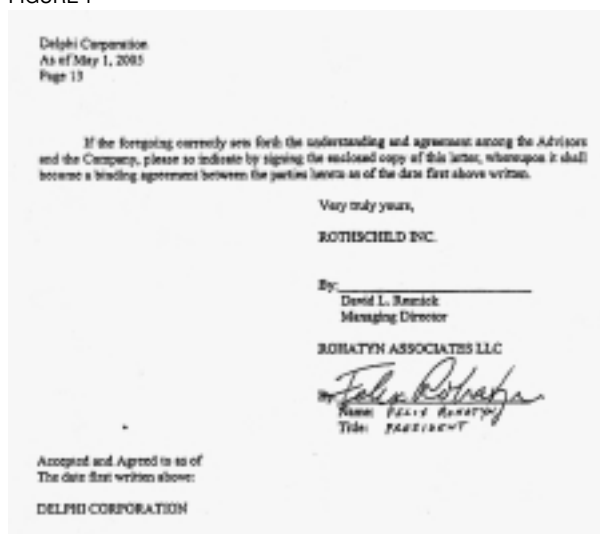 Delphi Corporation
As of May 1, 2005
Page 13
If the foregoing correctly sets forth the understanding and agreement among the Advisors
and the Company, please so indicate by signing the enclosed copy of this letter, whereupon it shall
become a binding agreement between the parties hereto as of the date first above written.
Very truly yours,
ROTHSCHILD INC.
By:
David L. Resnick
Managing Director
ROHATYN ASSOCIATES LLC
By: Felix Rohatyn
Name: FELIX ROHATYN
Title: PRESIDENT
Accepted and Agreed to as of
The date first written above:
DELPHI CORPORATION